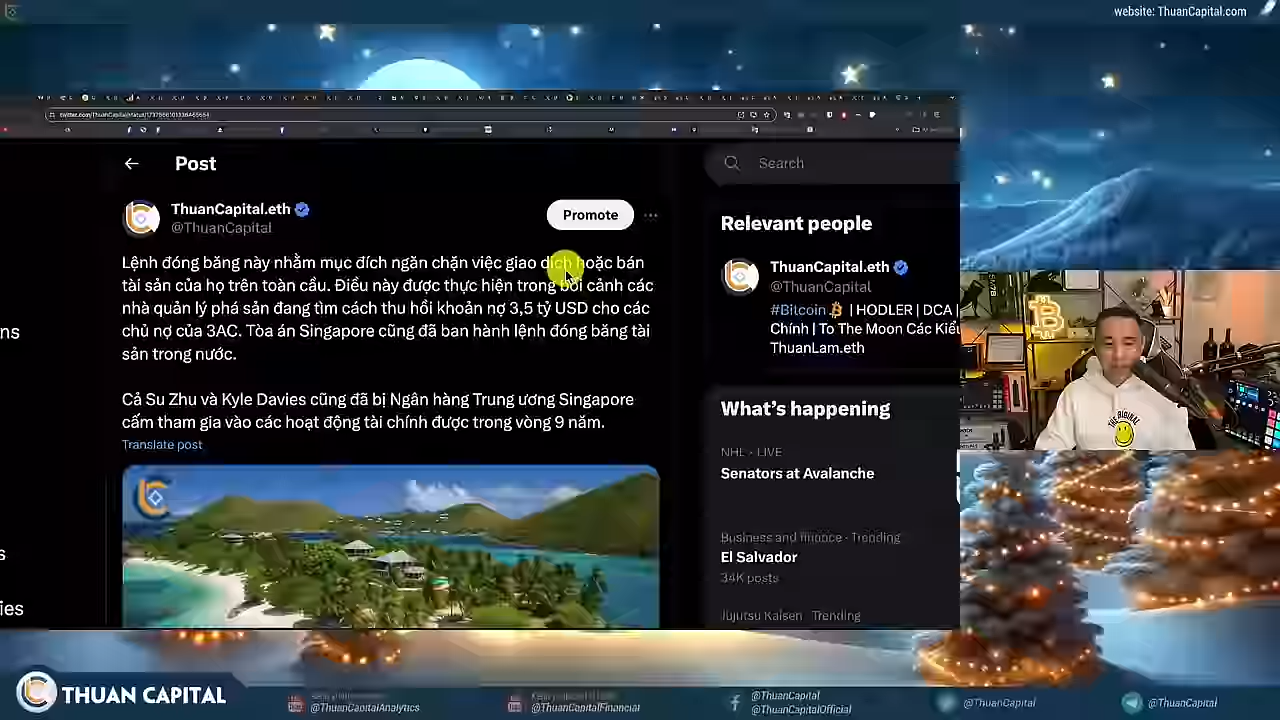 website: ThuanCapital.com
Post
Search
ThuanCapital.eth
@ThuanCapital
Promote
Lệnh đóng băng này nhằm mục đích ngăn chặn việc giao dịch hoặc bán
tài sản của họ trên toàn cầu. Điều này được thực hiện trong bối cảnh các
nhà quản lý phá sản đang tìm cách thu hồi khoản nợ 3,5 tỷ USD cho các
chủ nợ của 3AC. Tòa án Singapore cũng đã ban hành lệnh đóng băng tài
sản trong nước.
Cả Su Zhu và Kyle Davies cũng đã bị Ngân hàng Trung ương Singapore
cấm tham gia vào các hoạt động tài chính được trong vòng 9 năm.
Translate post
Relevant people
ThuanCapital.eth
@ThuanCapital
#Bitcoin | HODLER | DCA |
Chính | To The Moon Các Kiểu
ThuanLam.eth
What's happening
NHL · LIVE
Senators at Avalanche
Business and finance · Trending
El Salvador
34K posts
Jujutsu Kaisen · Trending
ns
s
ies
THE ORIGINAL
THUAN CAPITAL
@ThuanCapitalAnalytics
@ThuanCapitalFinancial
@ThuanCapital
@ThuanCapitalOfficial
@ThuanCapital
@ThuanCapital